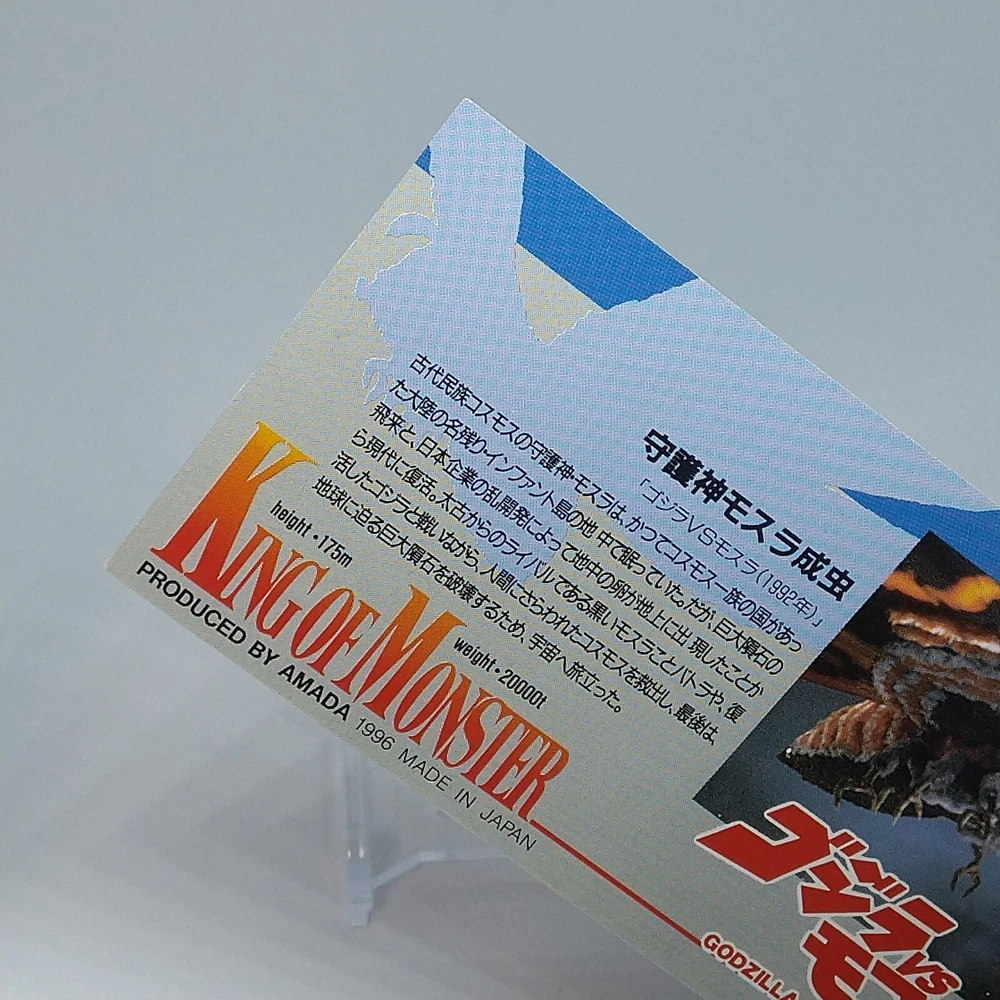 守護神モスラ成虫
「ゴジラVSモスラ(1992年)」
古代民族コスモスの守護神モスラは、かつてコスモス一族の国があっ
た大陸の名残り・インファント島の地中で眠っていた。だが、巨大隕石の
飛来と、日本企業の乱開発によって地中の卵が地上に出現したことか
ら現代に復活。太古からのライバルである黒いモスラことバトラや、復
活したゴジラと戦いながら、人間にさらわれたコスモスを救出し、最後は、
地球に迫る巨大隕石を破壊するため、宇宙へ旅立った。
height・175m
weight・20000t
KING OF MONSTER
PRODUCED BY AMADA 1996 MADE IN JAPAN
ゴジラVS
モ
GODZILLA